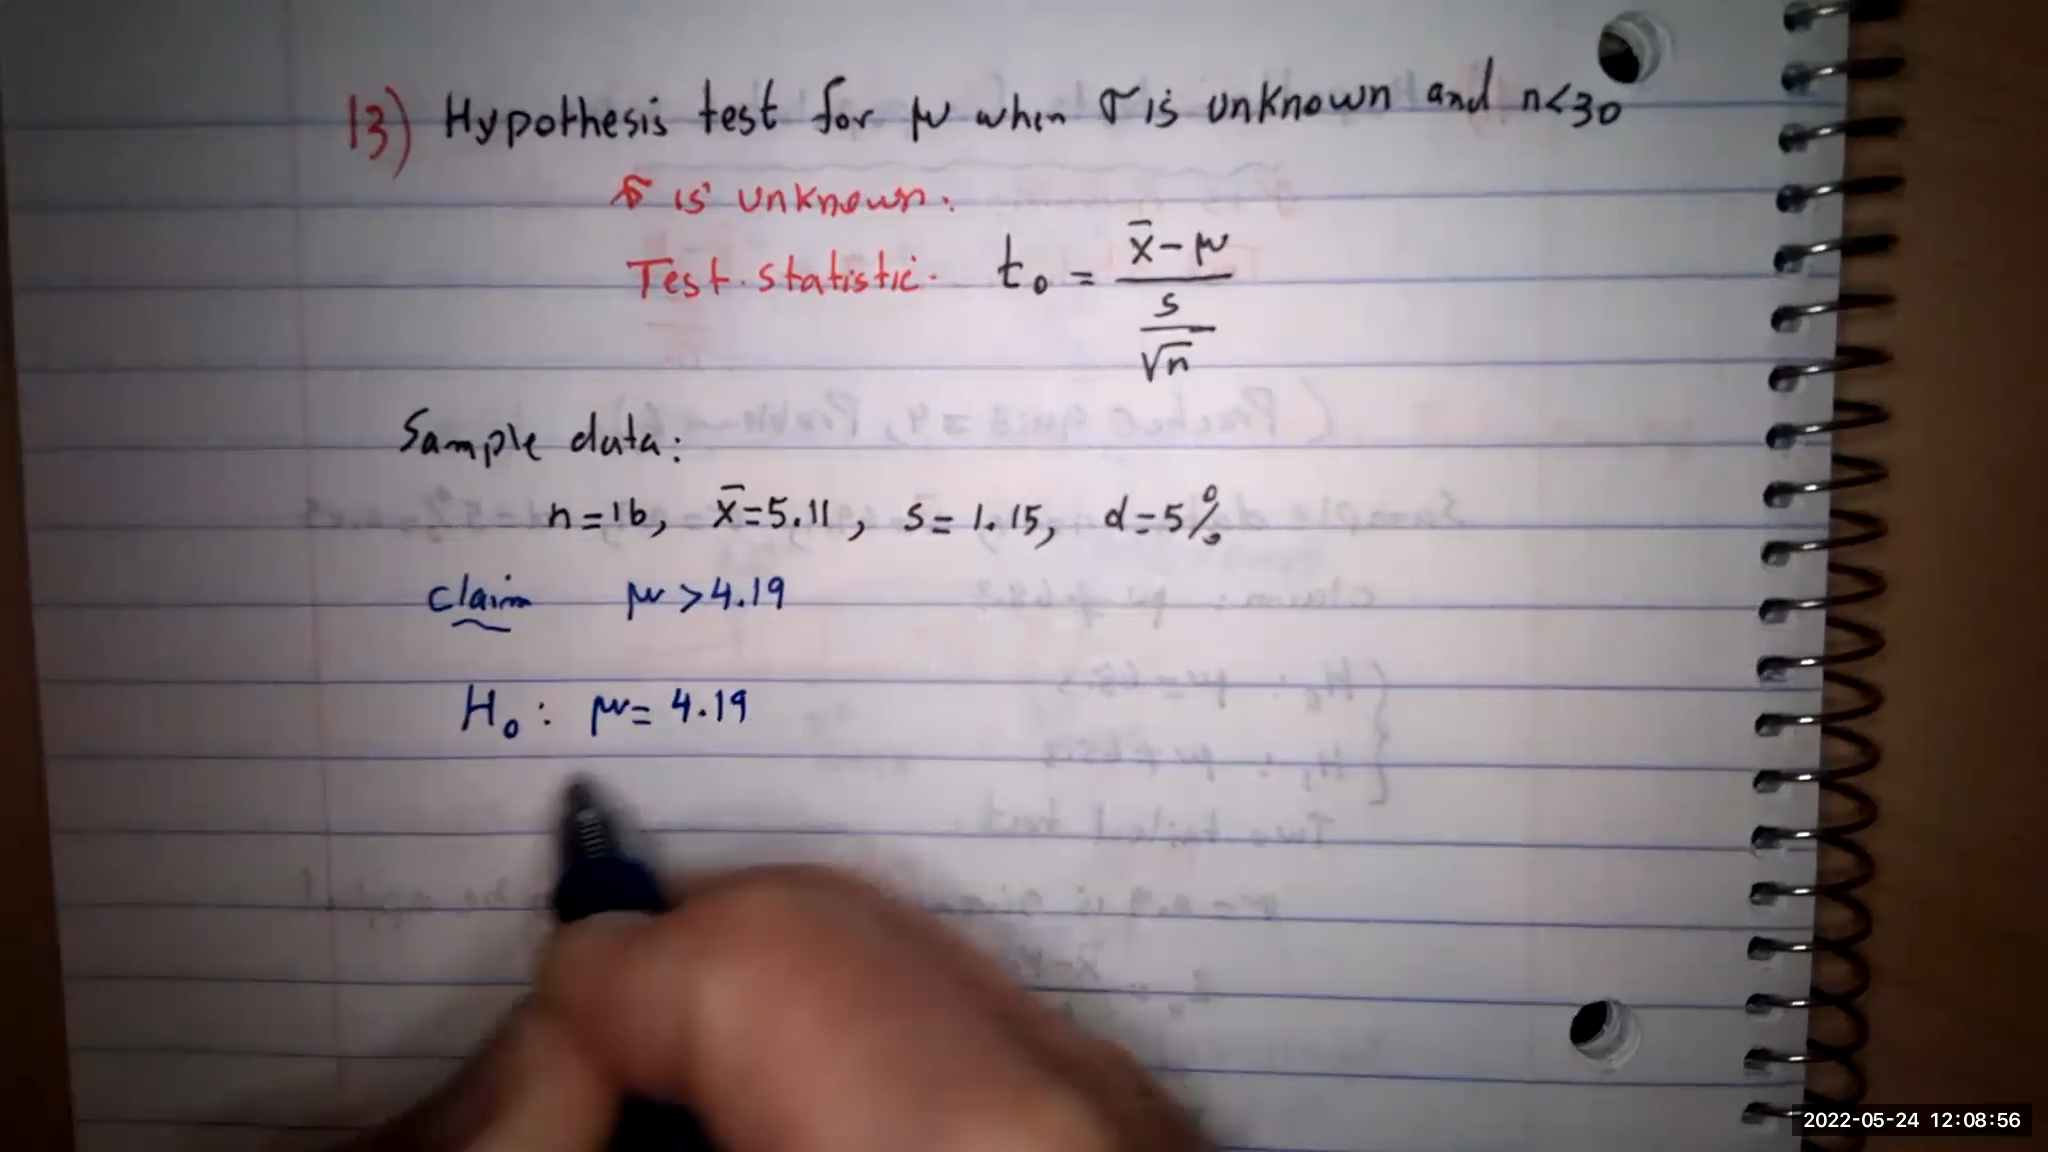 13) Hypothesis test for μ when σ is unknown and n<30
σ is unknown.
Test statistic. t₀ = (x̄ - μ) / (s / √n)
Sample data:
n=16, x̄=5.11, s=1.15, α=5%
claim μ >4.19
H₀: μ= 4.19
2022-05-24 12:08:56